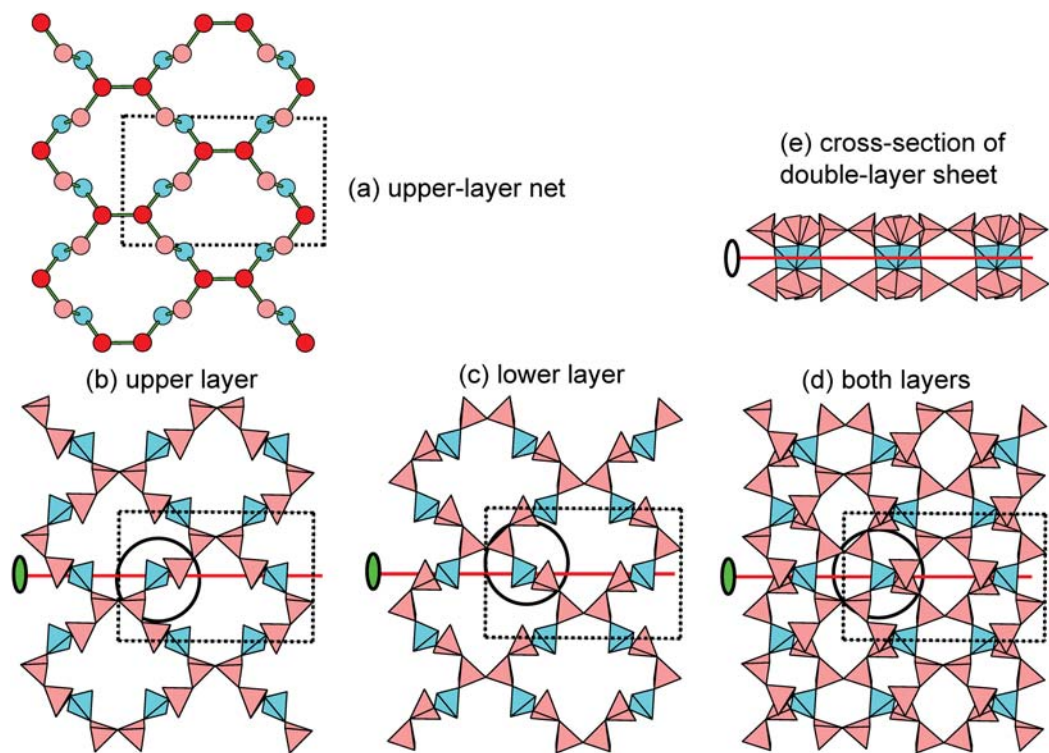 (a) upper-layer net
(e) cross-section of
double-layer sheet
(b) upper layer
(c) lower layer
(d) both layers